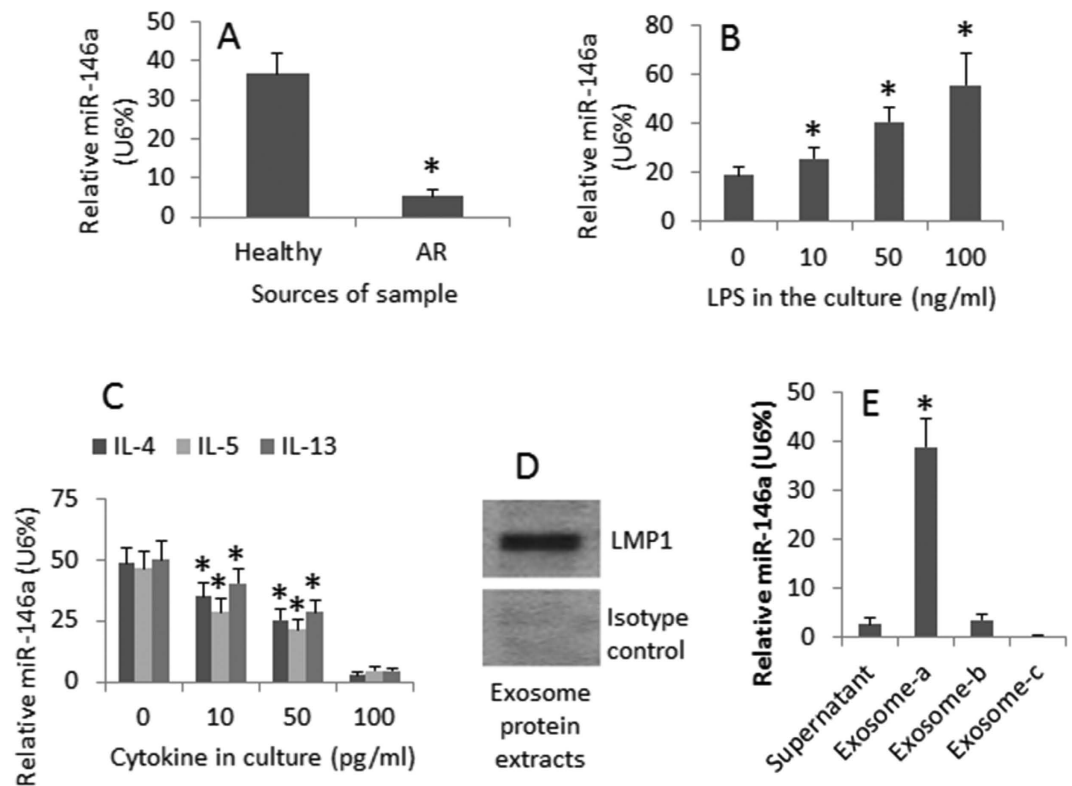 A
Relative miR-146a
(U6%)
50
40
30
20
10
0
*
Healthy AR
Sources of sample
B
Relative miR-146a
(U6%)
80
60
40
20
0
* * *
0 10 50 100
LPS in the culture (ng/ml)
C
IL-4 IL-5 IL-13
Relative miR-146a (U6%)
75
50
25
0
* * * * * *
0 10 50 100
Cytokine in culture (pg/ml)
D
LMP1
Isotype
control
Exosome
protein
extracts
E
Relative miR-146a (U6%)
50
40
30
20
10
0
*
Supernatant
Exosome-a
Exosome-b
Exosome-c